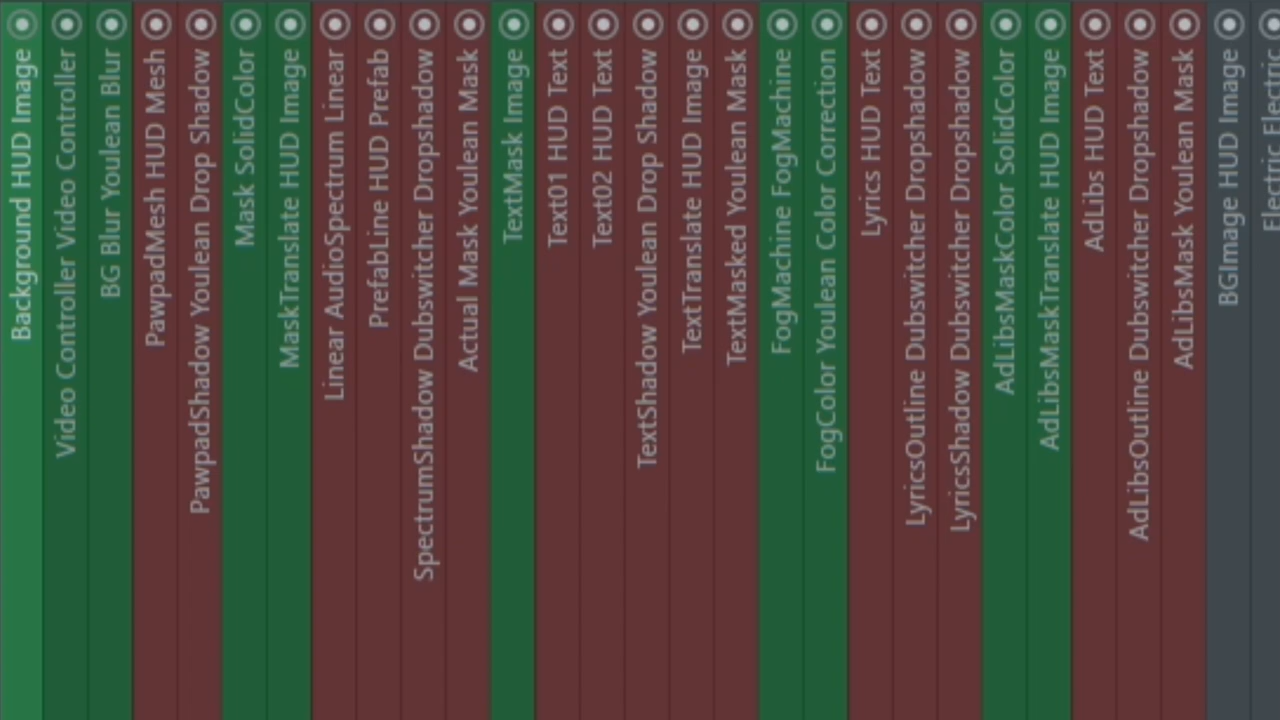 Background HUD Image
Video Controller Video Controller
BG Blur Youlean Blur
PawpadMesh HUD Mesh
PawpadShadow Youlean Drop Shadow
Mask SolidColor
MaskTranslate HUD Image
Linear AudioSpectrum Linear
PrefabLine HUD Prefab
SpectrumShadow Dubswitcher Dropshadow
Actual Mask Youlean Mask
TextMask Image
Text01 HUD Text
Text02 HUD Text
TextShadow Youlean Drop Shadow
TextTranslate HUD Image
TextMasked Youlean Mask
FogMachine FogMachine
FogColor Youlean Color Correction
Lyrics HUD Text
LyricsOutline Dubswitcher Dropshadow
LyricsShadow Dubswitcher Dropshadow
AdLibsMaskColor SolidColor
AdLibsMaskTranslate HUD Image
AdLibs HUD Text
AdLibsOutline Dubswitcher Dropshadow
AdLibsMask Youlean Mask
BGImage HUD Image
Electric Electric